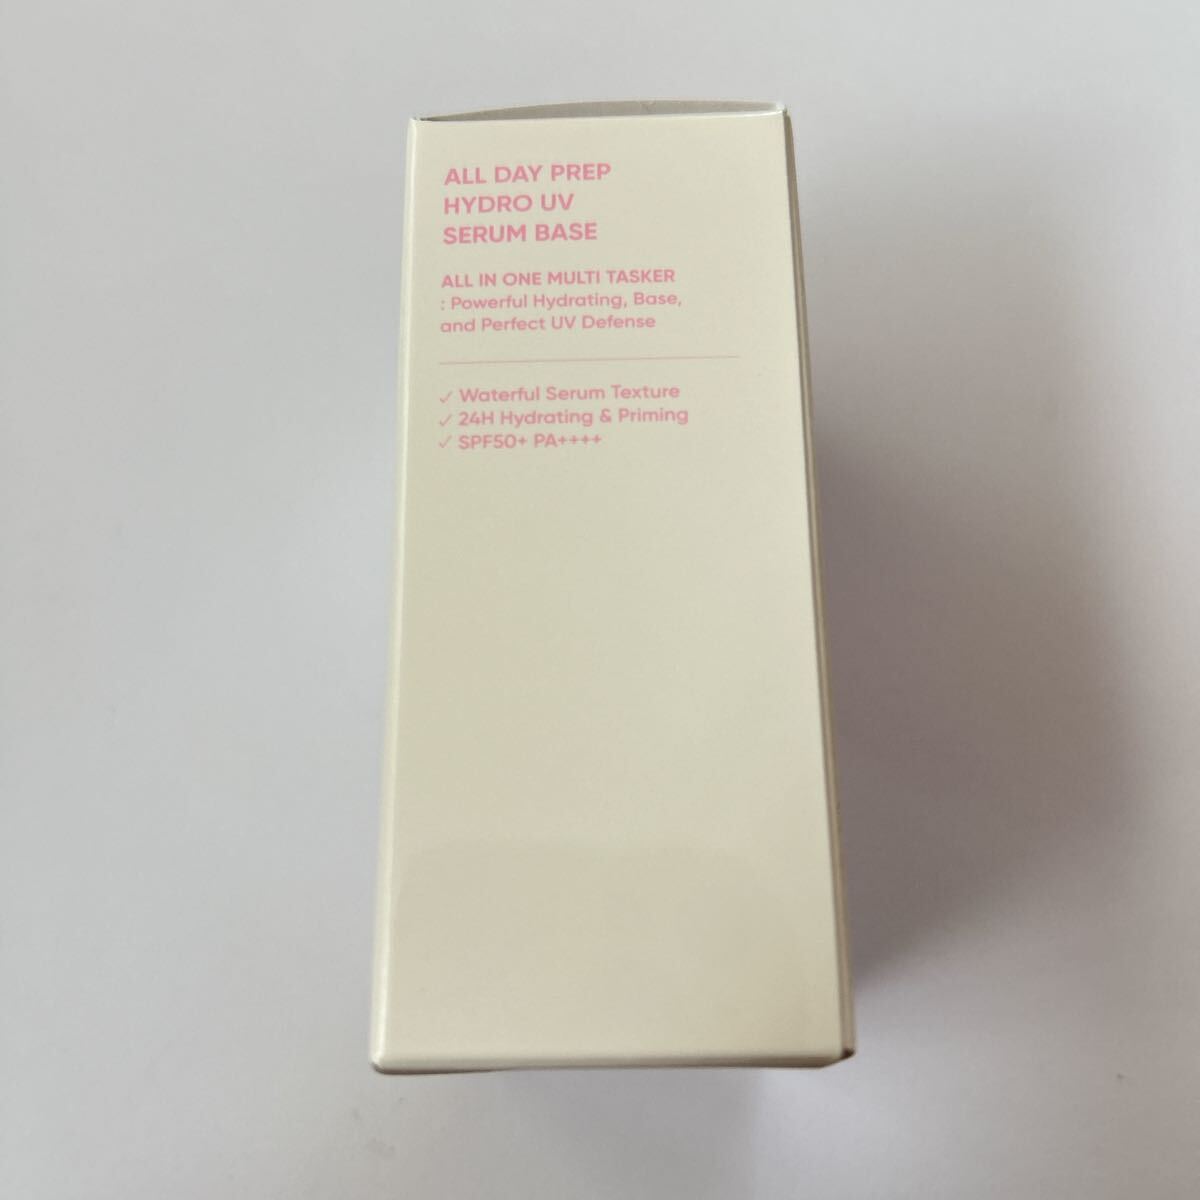 ALL DAY PREP
HYDRO UV
SERUM BASE
ALL IN ONE MULTI TASKER
: Powerful Hydrating, Base,
and Perfect UV Defense
✓ Waterful Serum Texture
✓ 24H Hydrating & Priming
✓ SPF50+ PA++++